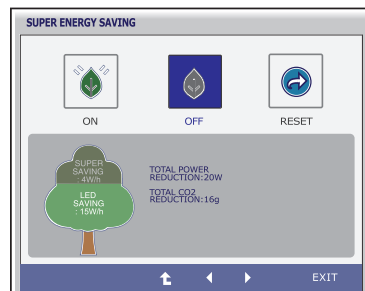 SUPER ENERGY SAVING
ON
OFF
RESET
SUPER
SAVING
: 4W/h
LED
SAVING
: 15W/h
TOTAL POWER
REDUCTION:20W
TOTAL CO2
REDUCTION:16g
EXIT